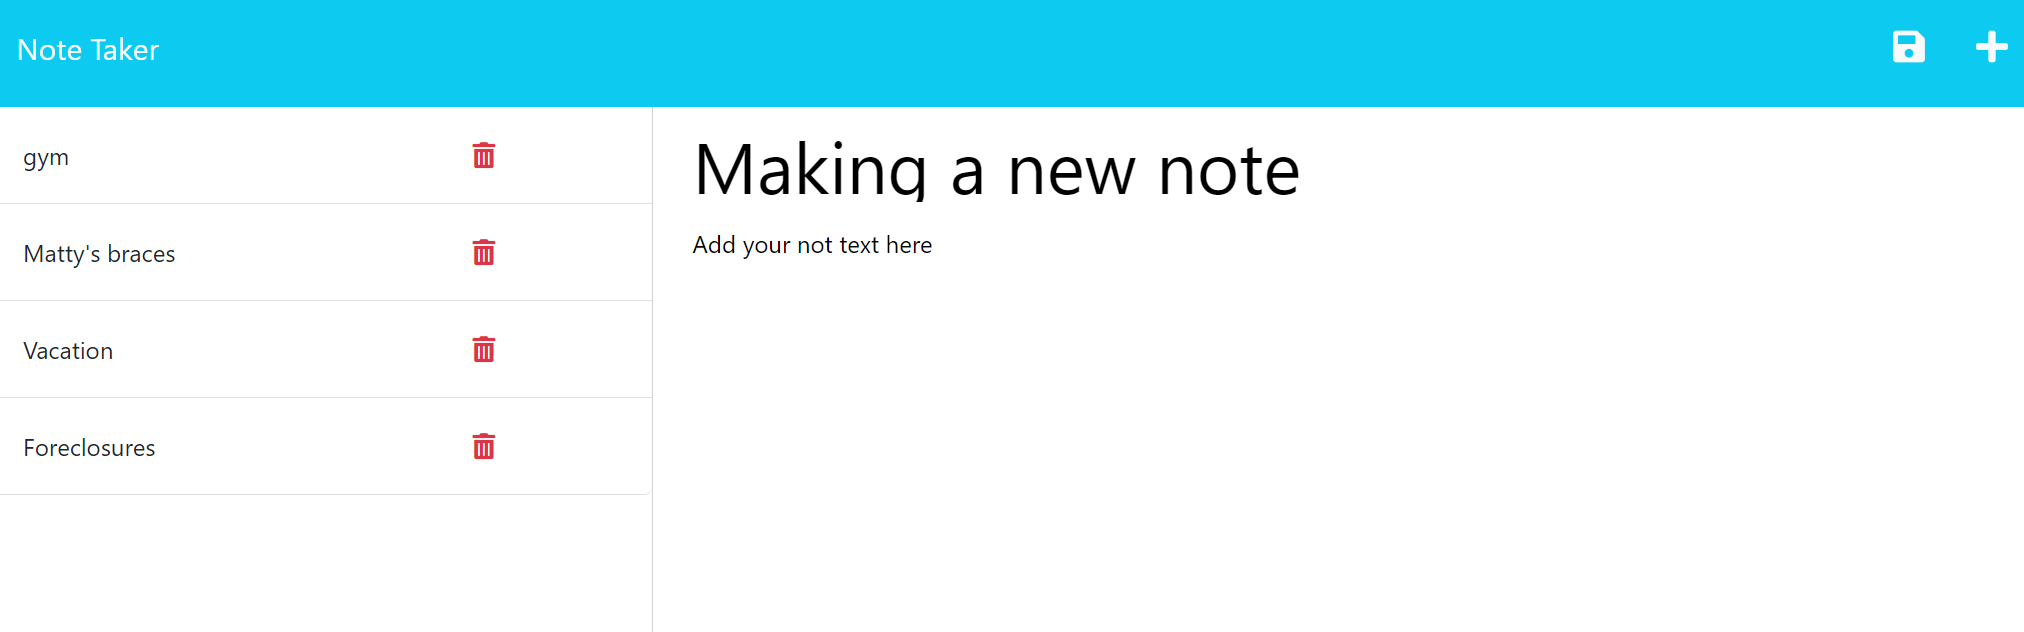 Note Taker
gym
Matty's braces
Vacation
Foreclosures
Making a new note
Add your not text here